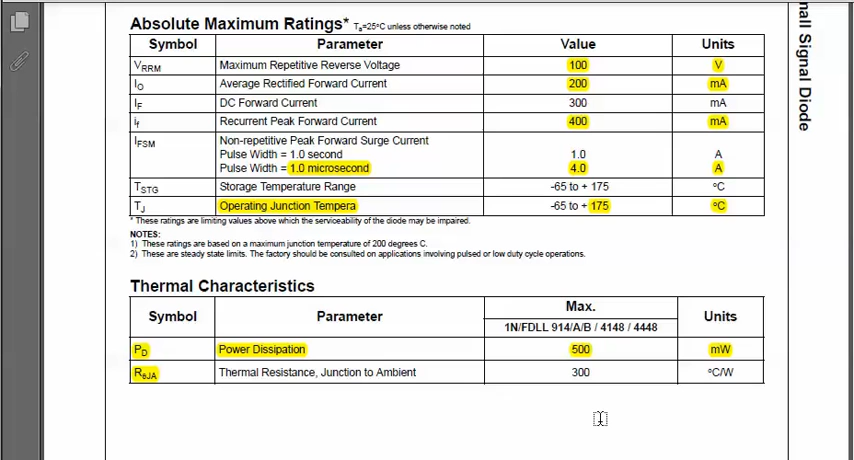 Absolute Maximum Ratings* Ta=25°C unless otherwise noted
Symbol Parameter Value Units
VRRM Maximum Repetitive Reverse Voltage 100 V
IO Average Rectified Forward Current 200 mA
IF DC Forward Current 300 mA
if Recurrent Peak Forward Current 400 mA
IFSM Non-repetitive Peak Forward Surge Current
Pulse Width = 1.0 second 1.0 A
Pulse Width = 1.0 microsecond 4.0 A
TSTG Storage Temperature Range -65 to + 175 °C
TJ Operating Junction Tempera -65 to + 175 °C
* These ratings are limiting values above which the serviceability of the diode may be impaired.
NOTES:
1) These ratings are based on a maximum junction temperature of 200 degrees C.
2) These are steady state limits. The factory should be consulted on applications involving pulsed or low duty cycle operations.
Thermal Characteristics
Symbol Parameter Max. Units
1N/FDLL 914/A/B / 4148 / 4448
PD Power Dissipation 500 mW
RθJA Thermal Resistance, Junction to Ambient 300 °C/W
nall Signal Diode